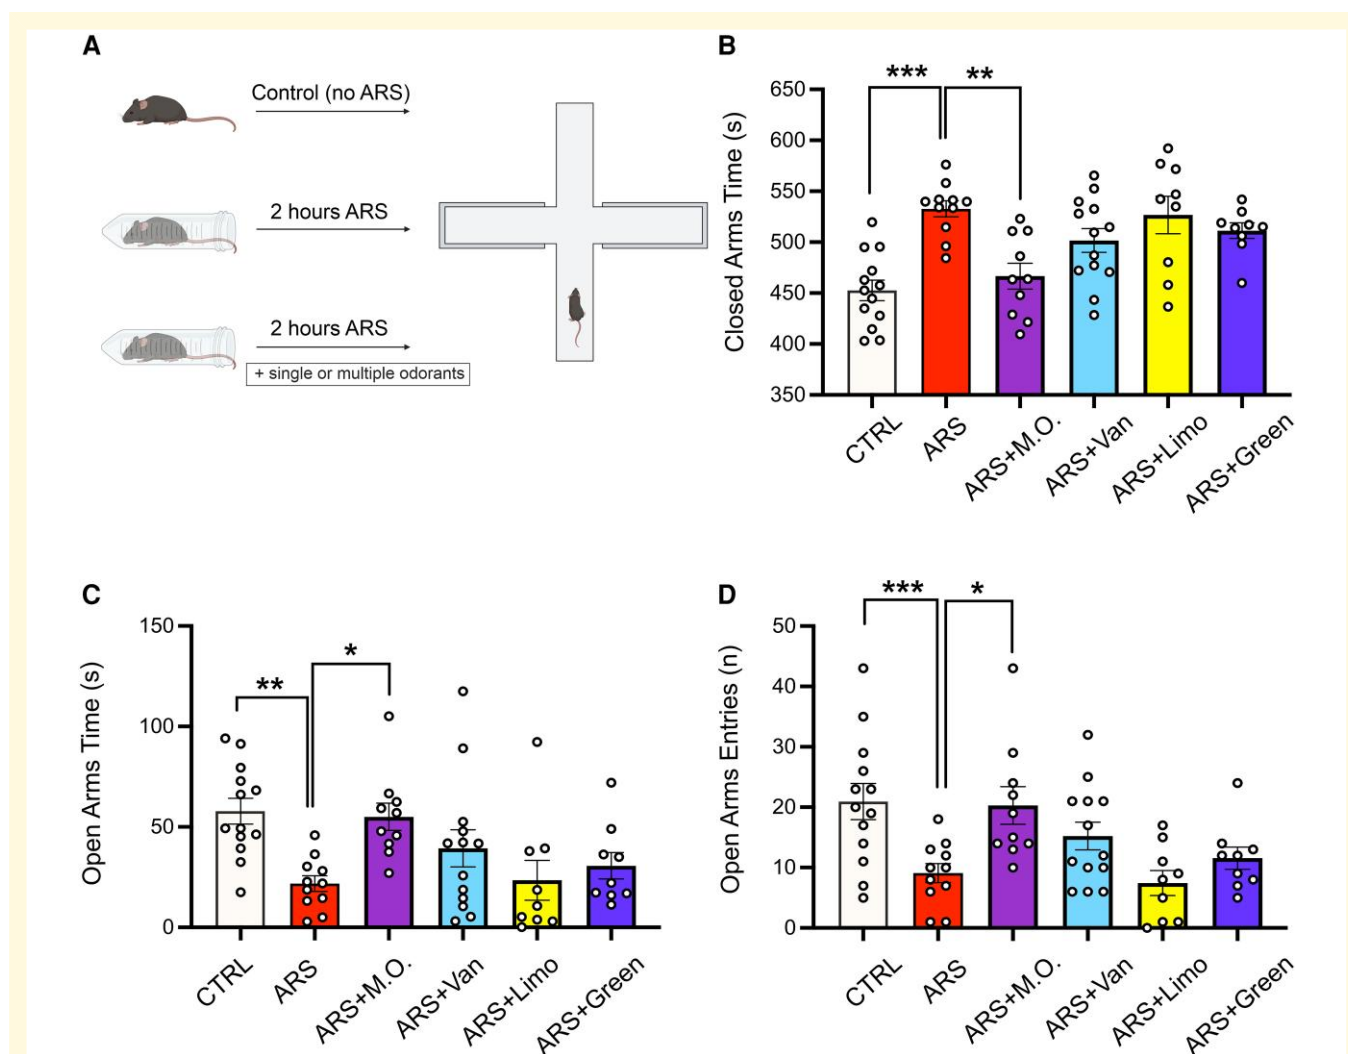 A
Control (no ARS)
2 hours ARS
2 hours ARS
+ single or multiple odorants
B
*** **
Closed Arms Time (s)
650
600
550
500
450
400
350
CTRL
ARS
ARS+M.O.
ARS+Van
ARS+Limo
ARS+Green
C
** *
Open Arms Time (s)
150
100
50
0
CTRL
ARS
ARS+M.O.
ARS+Van
ARS+Limo
ARS+Green
D
*** *
Open Arms Entries (n)
50
40
30
20
10
0
CTRL
ARS
ARS+M.O.
ARS+Van
ARS+Limo
ARS+Green